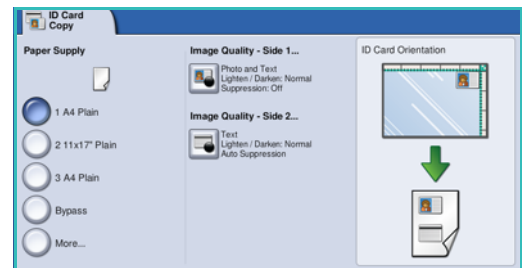 ID Card
Copy
Paper Supply
1 A4 Plain
2 11x17" Plain
3 A4 Plain
Bypass
More...
Image Quality - Side 1...
Photo and Text
Lighten / Darken: Normal
Suppression: Off
Image Quality - Side 2...
Text
Lighten / Darken: Normal
Auto Suppression
ID Card Orientation